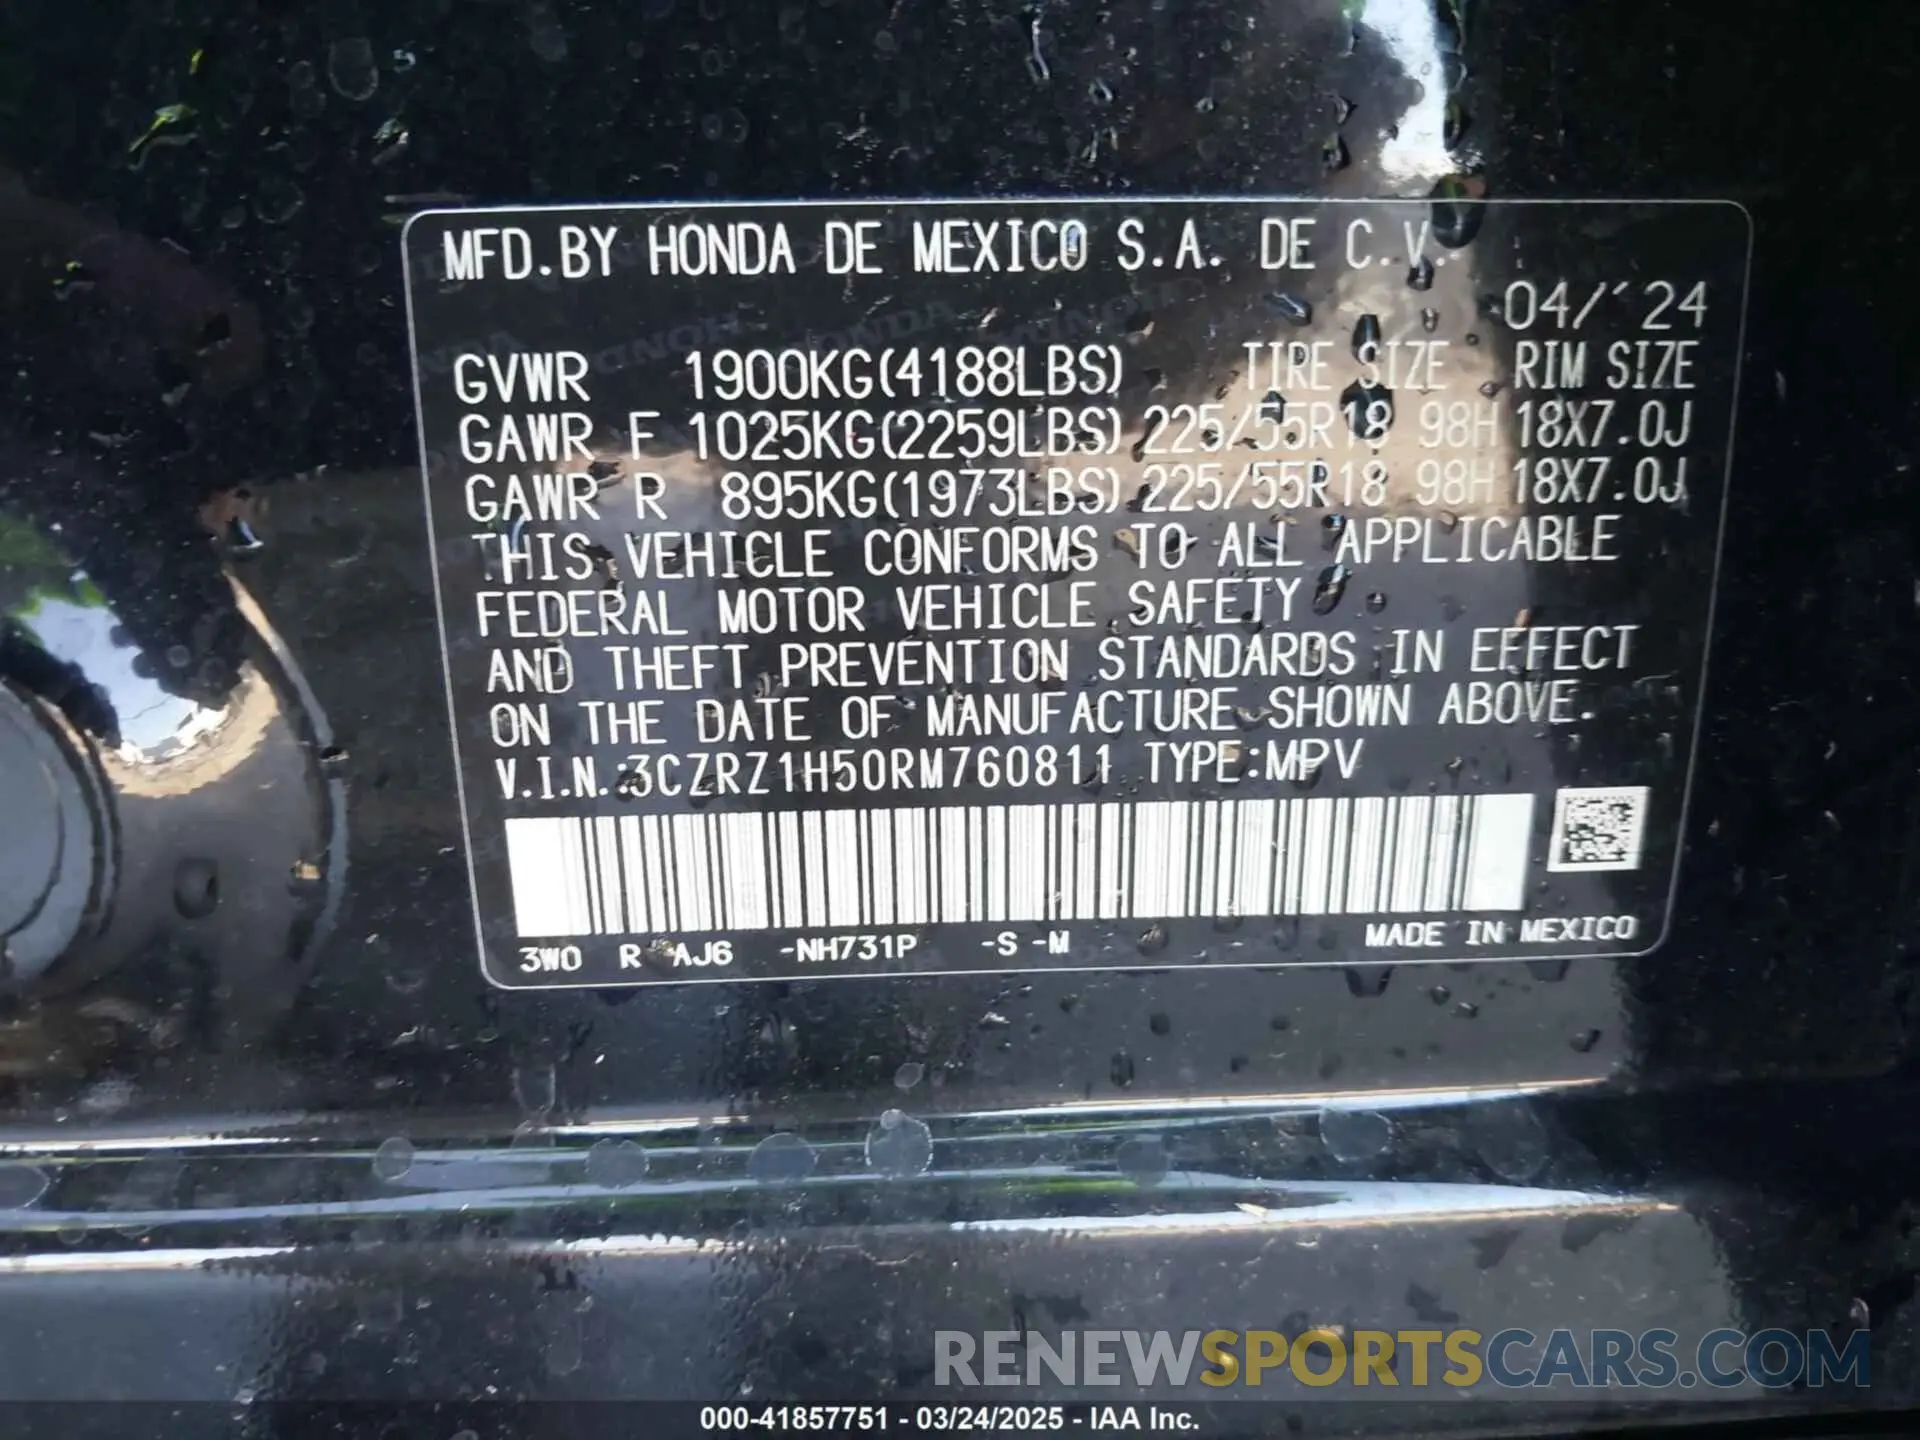 MFD.BY HONDA DE MEXICO S.A. DE C.V.
04/'24
GVWR 1900KG(4188LBS) TIRE SIZE RIM SIZE
GAWR F 1025KG(2259LBS) 225/55R18 98H 18X7.0J
GAWR R 895KG(1973LBS) 225/55R18 98H 18X7.0J
THIS VEHICLE CONFORMS TO ALL APPLICABLE
FEDERAL MOTOR VEHICLE SAFETY
AND THEFT PREVENTION STANDARDS IN EFFECT
ON THE DATE OF MANUFACTURE SHOWN ABOVE.
V.I.N.:3CZRZ1H50RM760811 TYPE:MPV
3W0 R AJ6 -NH731P -S -M MADE IN MEXICO
RENEWSPORTSCARS.COM
000-41857751 - 03/24/2025 - IAA Inc.